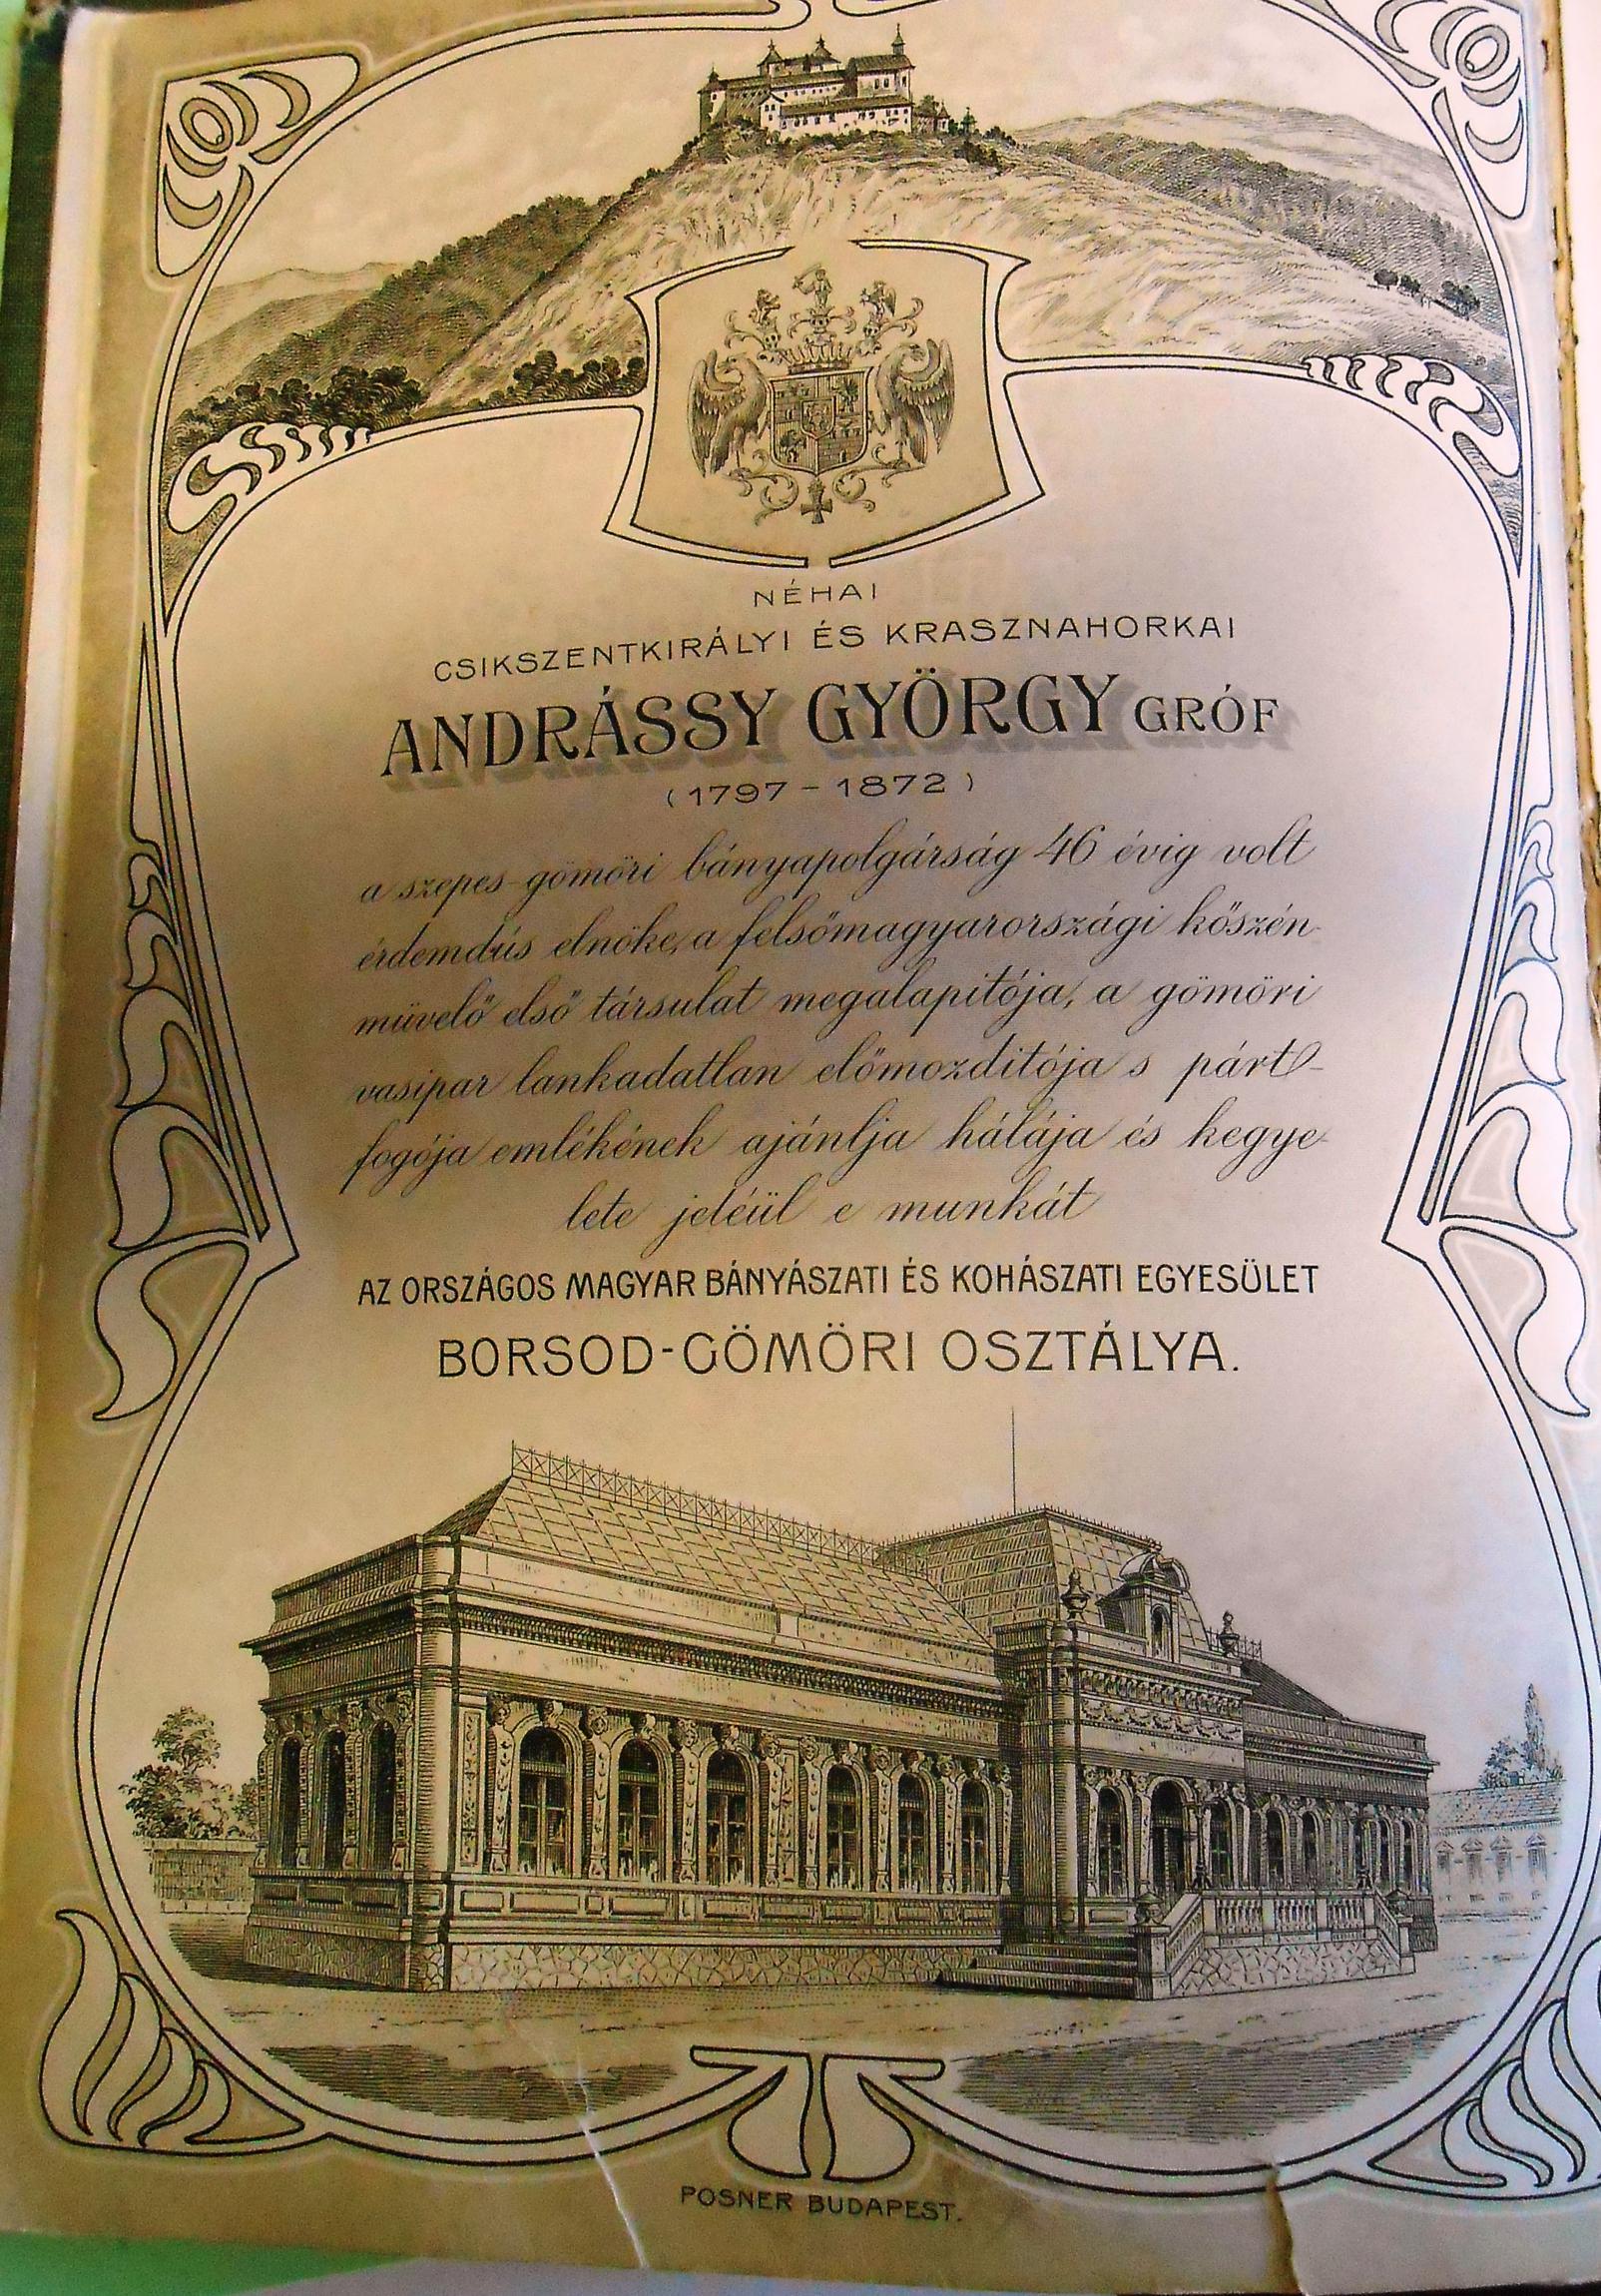 NÉHAI
CSIKSZENTKIRÁLYI ÉS KRASZNAHORKAI
ANDRÁSSY GYÖRGY GRÓF
(1797 - 1872)
a szepes-gömöri bányapolgárság 46 évig volt
érdemdús elnöke, a felsőmagyarországi kőszén-
művelő első társulat megalapitója, a gömöri
vasipar lankadatlan előmozditója s párt-
fogója emlékének ajánlja hálája és kegye-
lete jeléül e munkát
AZ ORSZÁGOS MAGYAR BÁNYÁSZATI ÉS KOHÁSZATI EGYESÜLET
BORSOD-GÖMÖRI OSZTÁLYA.
POSNER BUDAPEST.